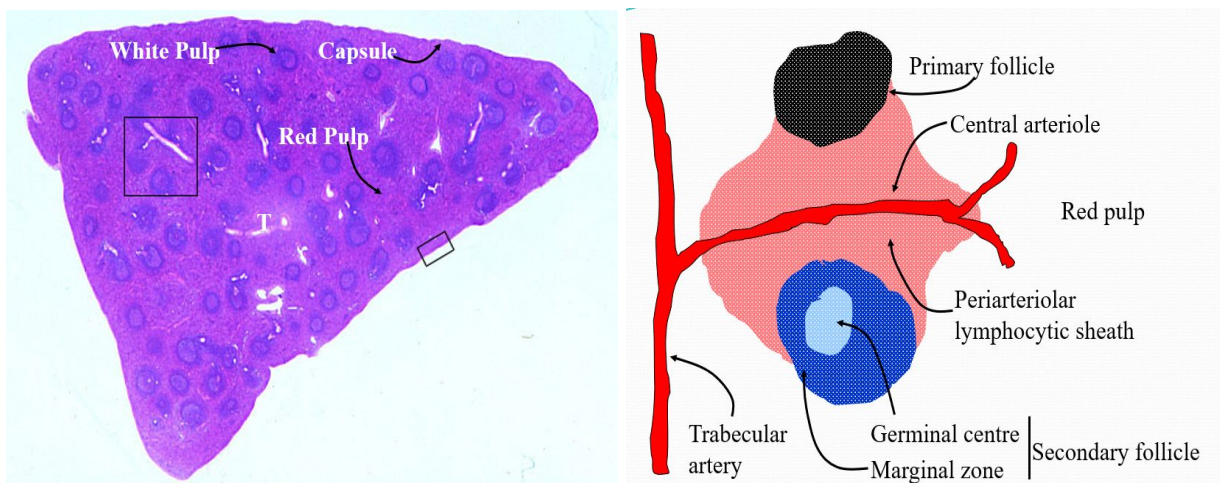 White Pulp
Capsule
Red Pulp
T
Primary follicle
Central arteriole
Red pulp
Periarteriolar
lymphocytic sheath
Trabecular
artery
Germinal centre
Marginal zone
Secondary follicle